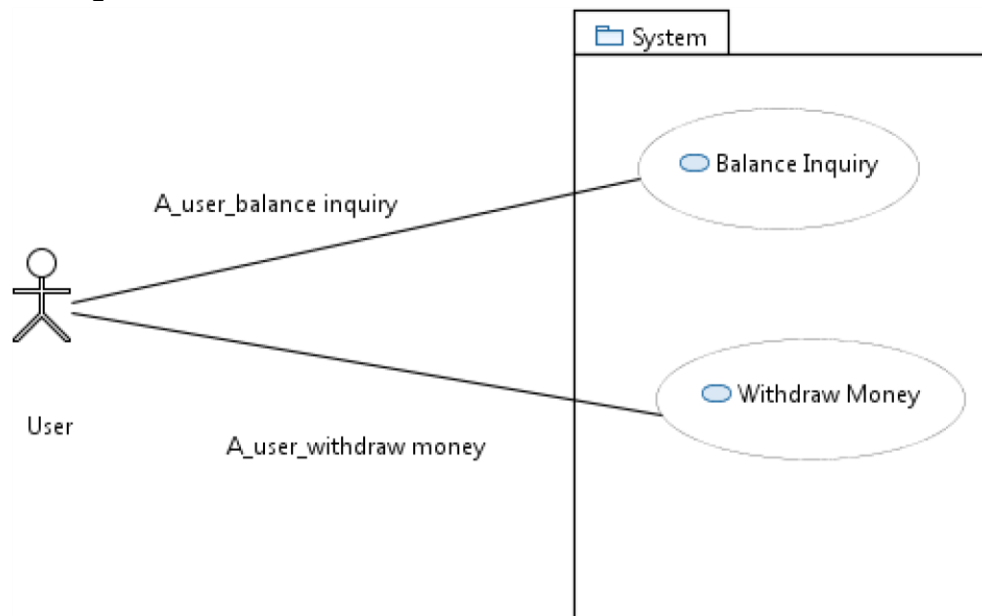 System
Balance Inquiry
A_user_balance inquiry
Withdraw Money
User
A_user_withdraw money